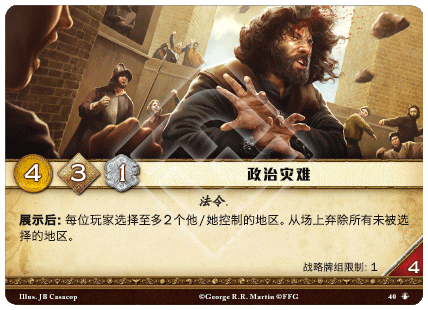 4 3 1 政治灾难
法令.
展示后: 每位玩家选择至多2个他/她控制的地区。从场上弃除所有未被选
择的地区。
战略牌组限制: 1
4
Illus. JB Casacop ©George R.R. Martin ©FFG 40